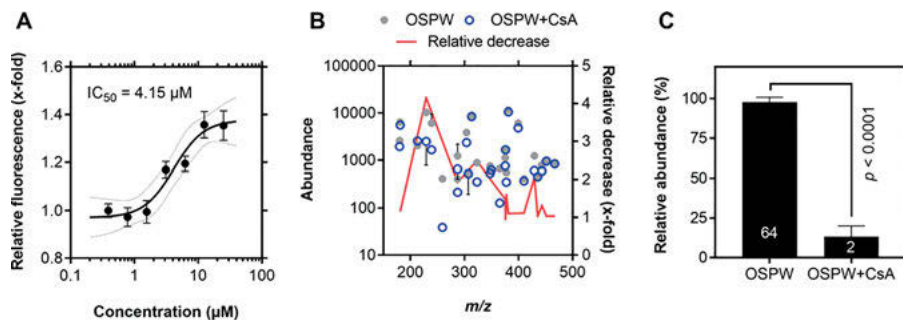 A
Relative fluorescence (x-fold)
1.6
1.4
1.2
1.0
0.8
IC50 = 4.15 µM
0.1 1 10 100
Concentration (µM)
B
OSPW OSPW+CsA
Relative decrease
Abundance
100000
10000
1000
100
10
200 300 400 500
m/z
5
4
3
2
1
0
Relative decrease (x-fold)
C
Relative abundance (%)
100
75
50
25
0
64
2
p < 0.0001
OSPW OSPW+CsA